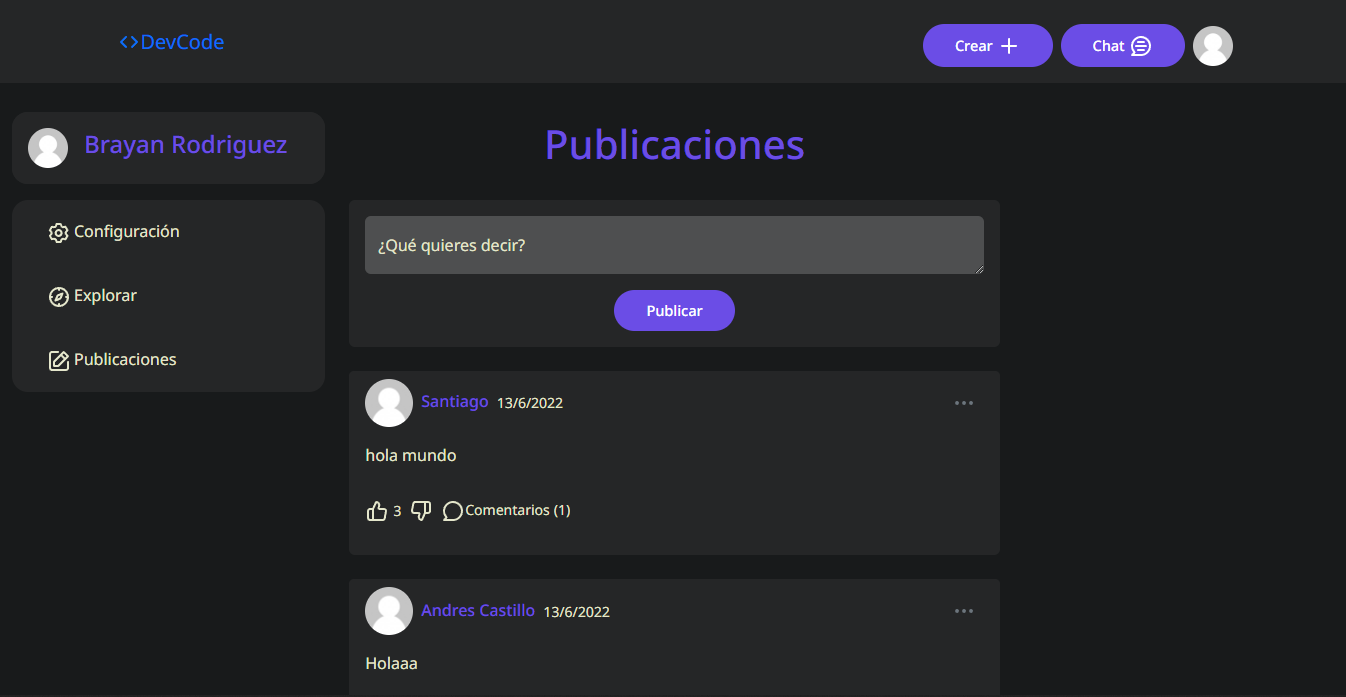 DevCode
Crear
Chat
Brayan Rodriguez
Configuración
Explorar
Publicaciones
Publicaciones
¿Qué quieres decir?
Publicar
Santiago 13/6/2022
hola mundo
3 Comentarios (1)
Andres Castillo 13/6/2022
Holaaa